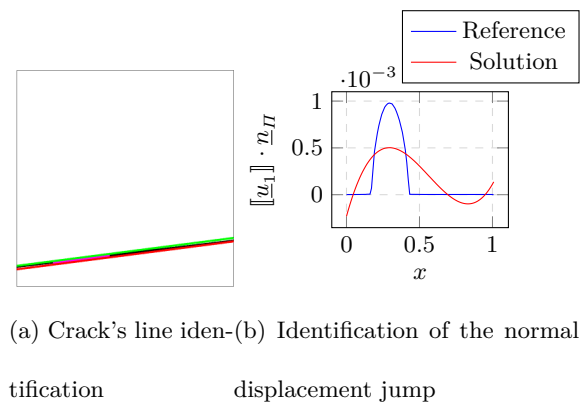 Reference
Solution
·10⁻³
1
0.5
0
⟦u₁⟧ · n_Π
0 0.5 1
x
(a) Crack's line iden-
tification
(b) Identification of the normal
displacement jump